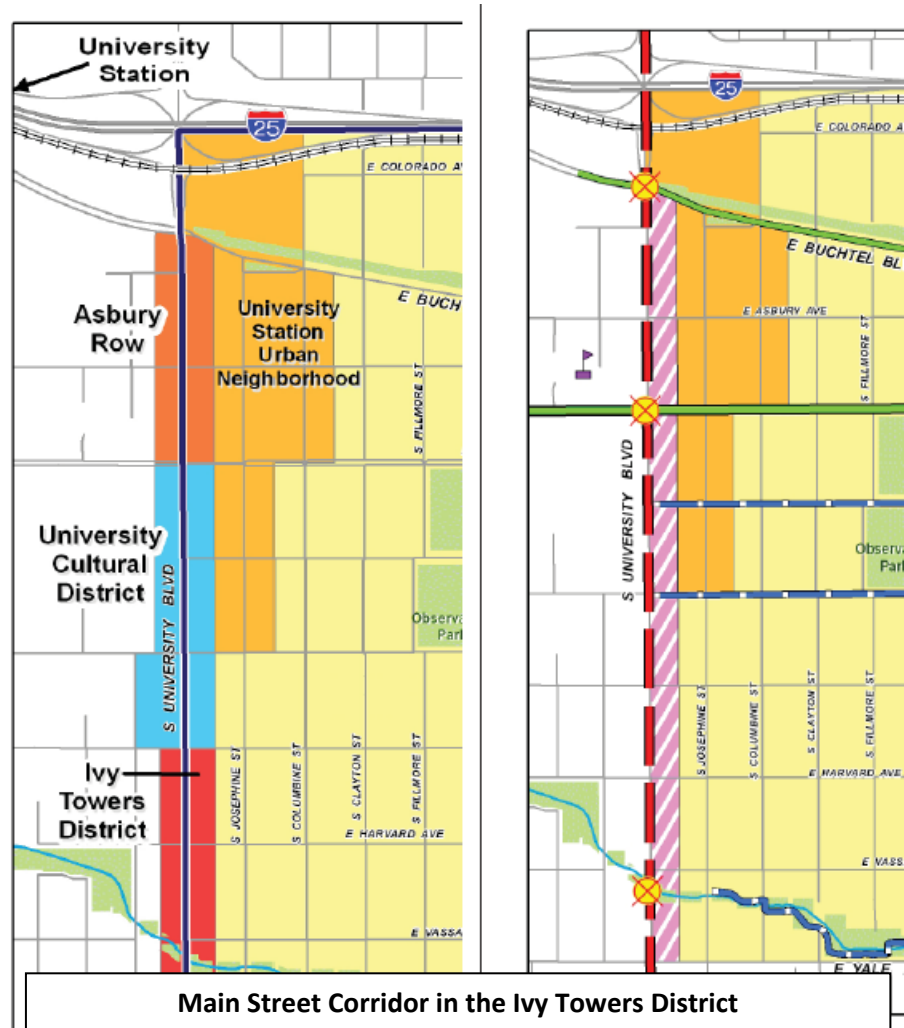 University
Station
25
E COLORADO A
E BUCH
Asbury
Row
University
Station
Urban
Neighborhood
S FILLMORE ST
University
Cultural
District
S UNIVERSITY BLVD
Observa
Park
Ivy
Towers
District
S JOSEPHINE ST
S COLUMBINE ST
S CLAYTON ST
S FILLMORE ST
E HARVARD AVE
E VASSA
25
E COLORADO AV
E BUCHTEL BL
E ASBURY AVE
S FILLMORE ST
S UNIVERSITY BLVD
Observa
Park
S JOSEPHINE ST
S COLUMBINE ST
S CLAYTON ST
S FILLMORE ST
E HARVARD AVE
E VASS
E YALE
Main Street Corridor in the Ivy Towers District